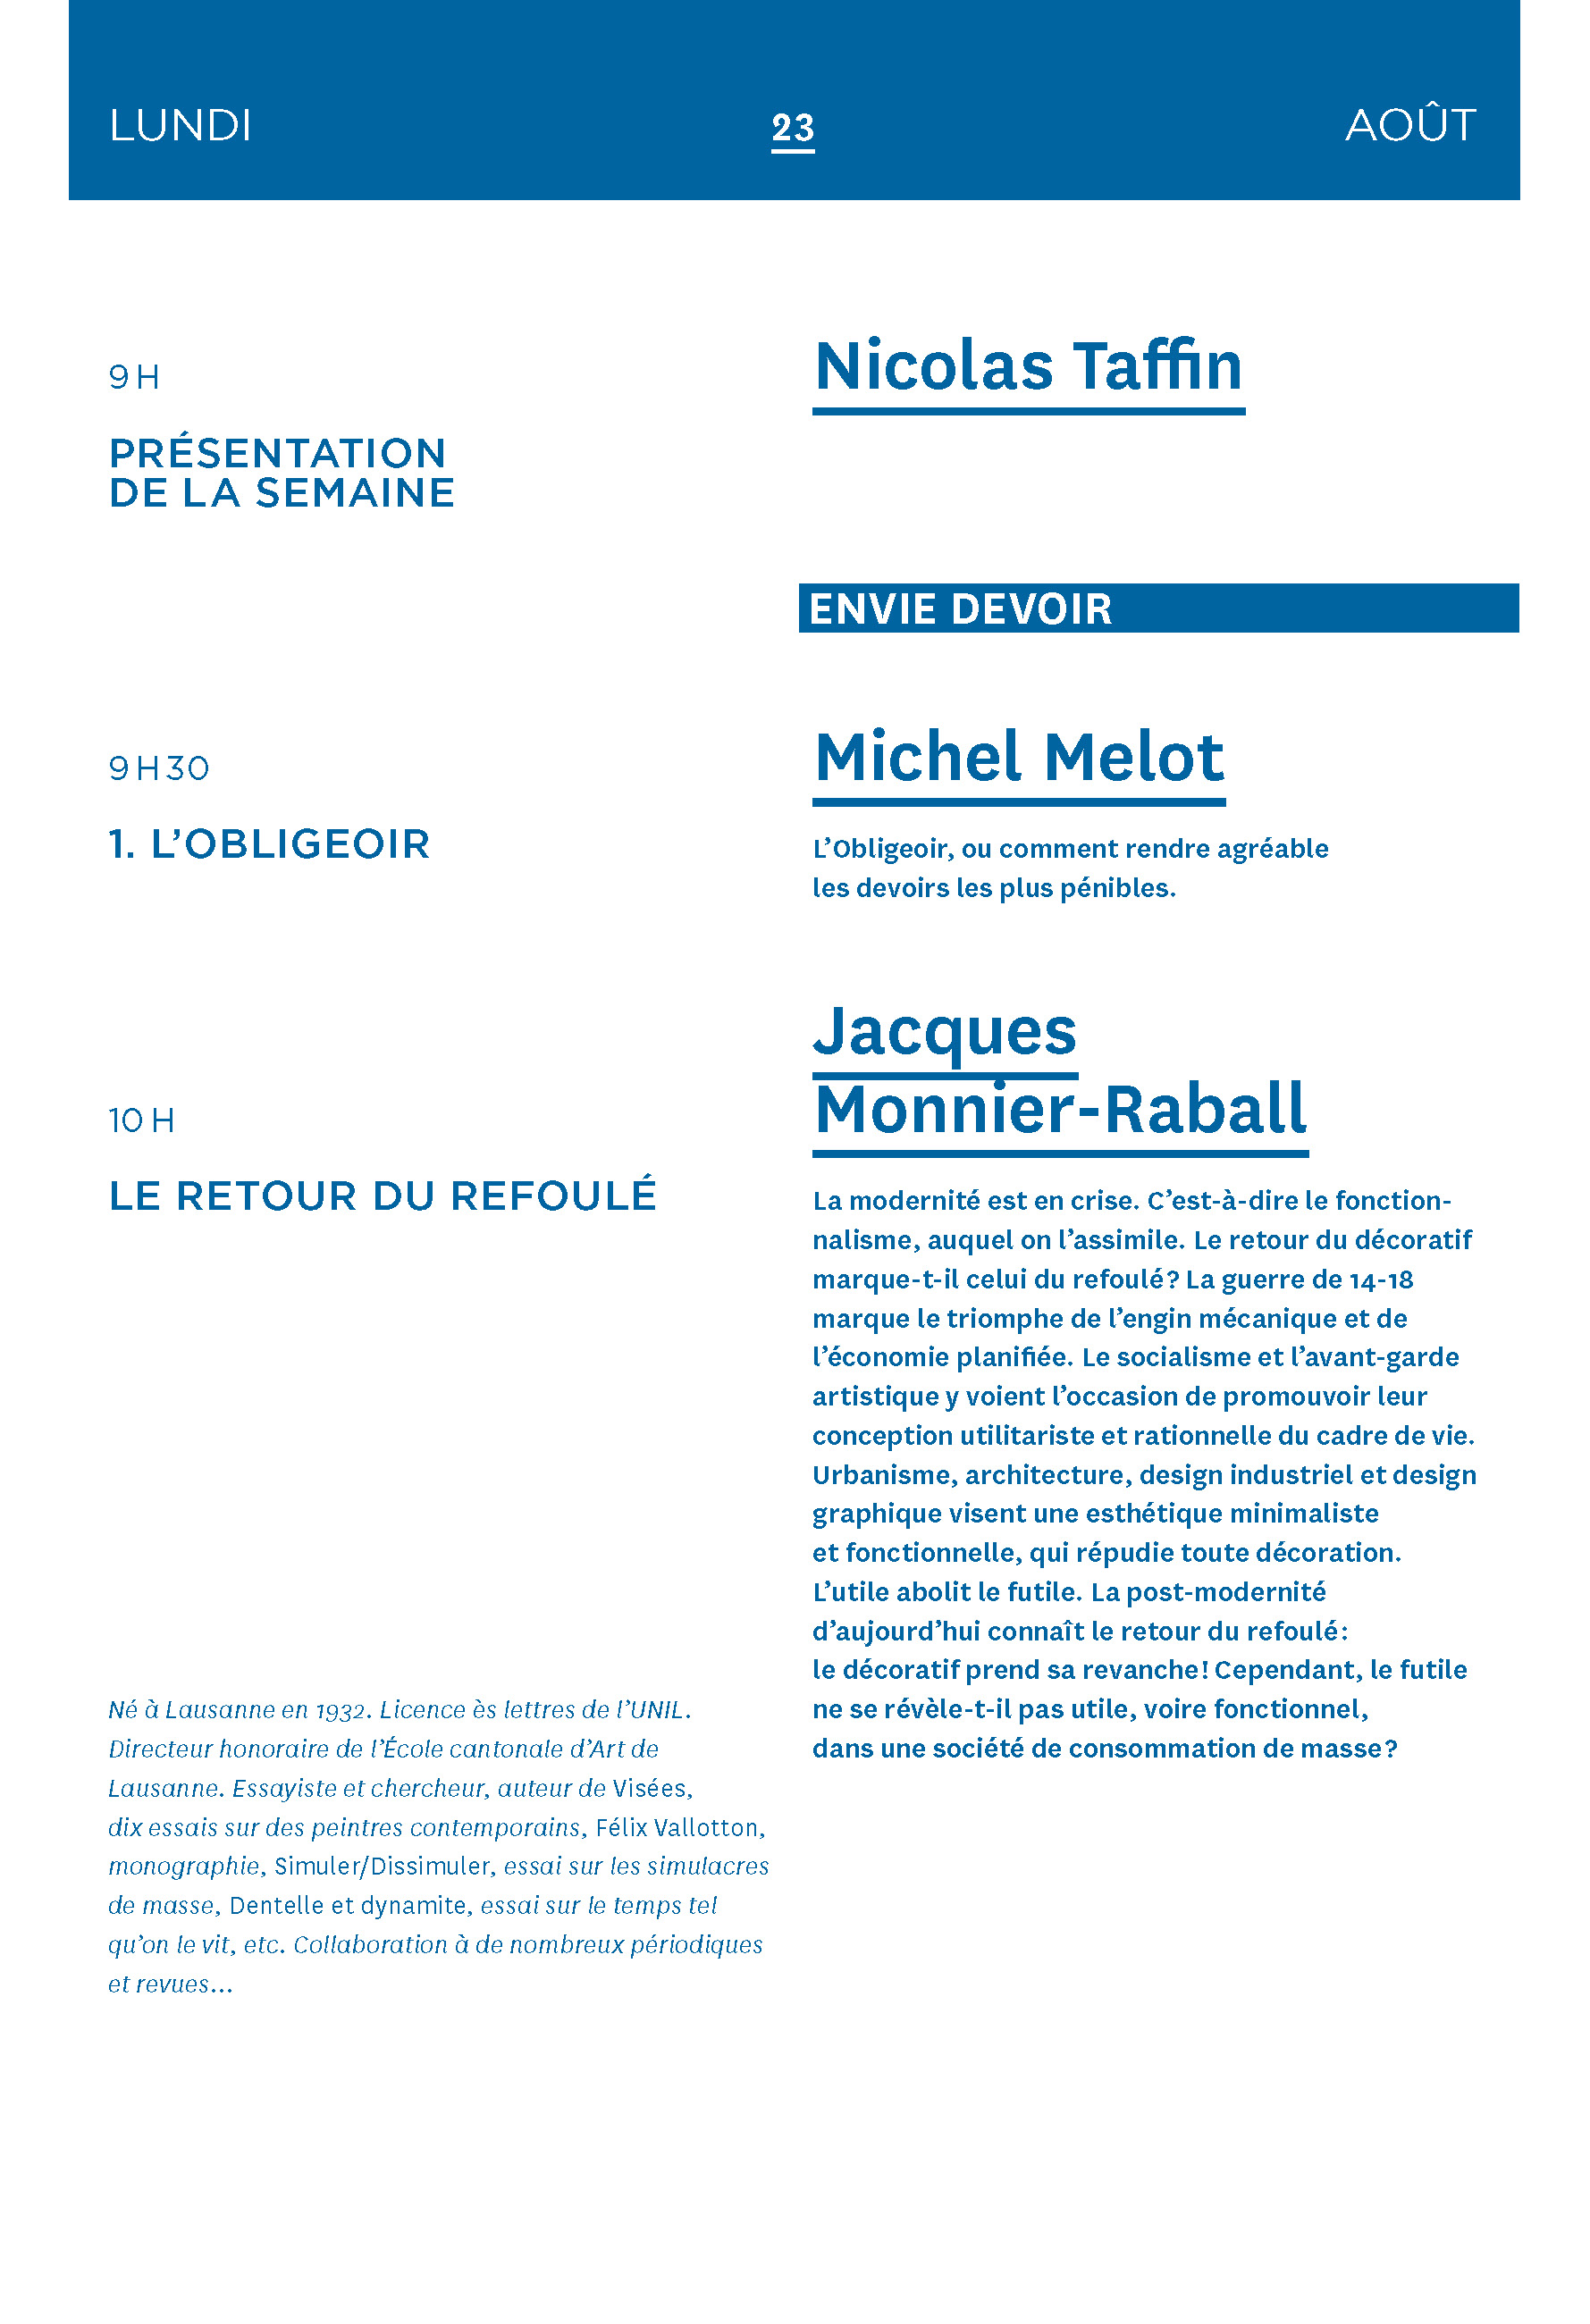 LUNDI 23 AOÛT
9 H
PRÉSENTATION
DE LA SEMAINE
Nicolas Taffin
ENVIE DEVOIR
9 H 30
1. L’OBLIGEOIR
Michel Melot
L’Obligeoir, ou comment rendre agréable
les devoirs les plus pénibles.
10 H
LE RETOUR DU REFOULÉ
Jacques
Monnier-Raball
La modernité est en crise. C’est-à-dire le fonction-
nalisme, auquel on l’assimile. Le retour du décoratif
marque-t-il celui du refoulé ? La guerre de 14-18
marque le triomphe de l’engin mécanique et de
l’économie planifiée. Le socialisme et l’avant-garde
artistique y voient l’occasion de promouvoir leur
conception utilitariste et rationnelle du cadre de vie.
Urbanisme, architecture, design industriel et design
graphique visent une esthétique minimaliste
et fonctionnelle, qui répudie toute décoration.
L’utile abolit le futile. La post-modernité
d’aujourd’hui connaît le retour du refoulé :
le décoratif prend sa revanche ! Cependant, le futile
ne se révèle-t-il pas utile, voire fonctionnel,
dans une société de consommation de masse ?
Né à Lausanne en 1932. Licence ès lettres de l’UNIL.
Directeur honoraire de l’École cantonale d’Art de
Lausanne. Essayiste et chercheur, auteur de Visées,
dix essais sur des peintres contemporains, Félix Vallotton,
monographie, Simuler/Dissimuler, essai sur les simulacres
de masse, Dentelle et dynamite, essai sur le temps tel
qu’on le vit, etc. Collaboration à de nombreux périodiques
et revues…